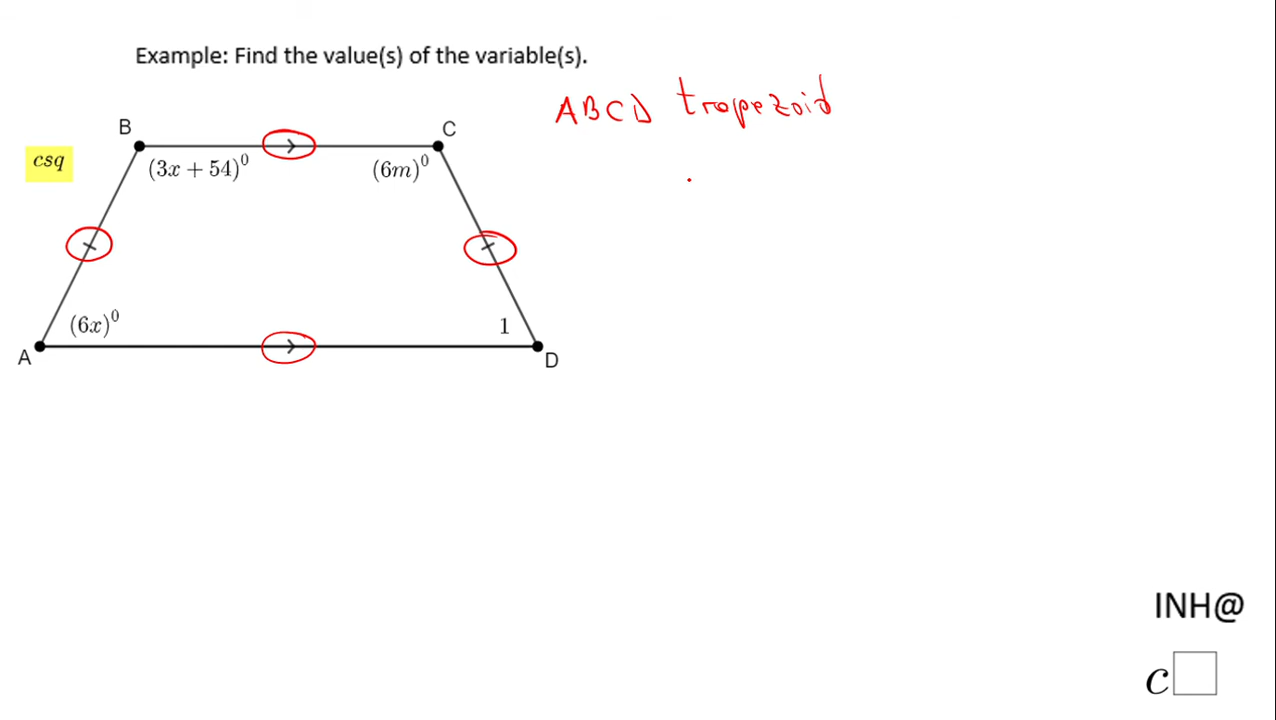 Example: Find the value(s) of the variable(s).
ABCD trapezoid
B
C
csq
(3x + 54)⁰
(6m)⁰
(6x)⁰
1
A
D
INH@
c